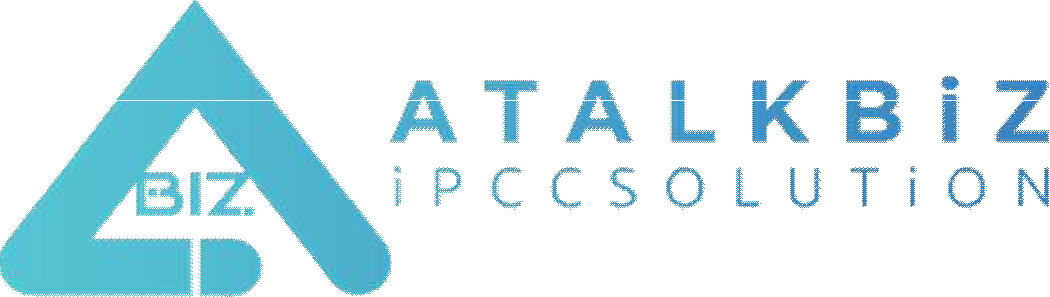 BIZ.
ATALKBiZ
iPCCSOLUTiON